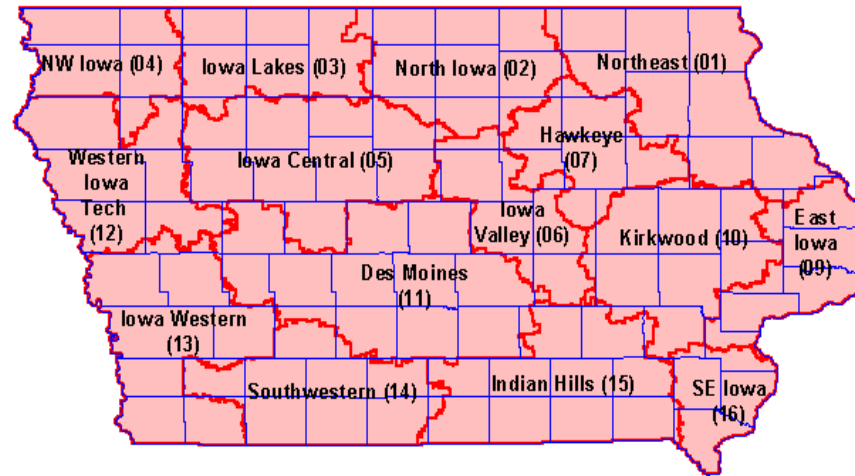 NW Iowa (04)
Iowa Lakes (03)
North Iowa (02)
Northeast (01)
Western
Iowa
Tech
(12)
Iowa Central (05)
Hawkeye
(07)
Iowa
Valley (06)
Kirkwood (10)
East
Iowa
(09)
Des Moines
(11)
Iowa Western
(13)
Southwestern (14)
Indian Hills (15)
SE Iowa
(16)